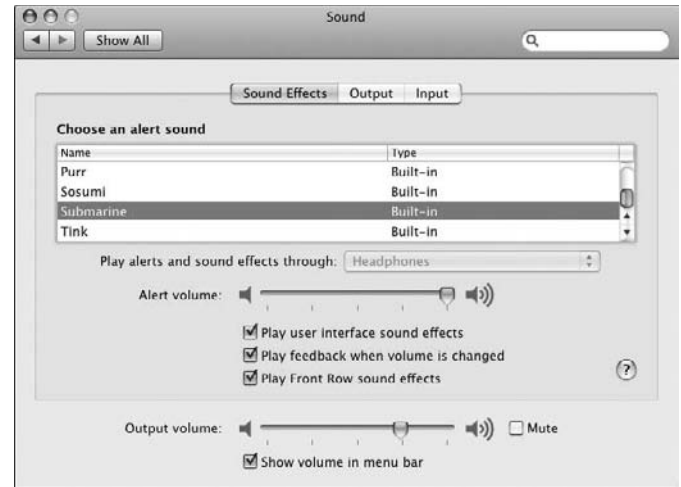 Sound
Show All
Sound Effects Output Input
Choose an alert sound
Name Type
Purr Built-in
Sosumi Built-in
Submarine Built-in
Tink Built-in
Play alerts and sound effects through: Headphones
Alert volume:
Play user interface sound effects
Play feedback when volume is changed
Play Front Row sound effects
?
Output volume: Mute
Show volume in menu bar